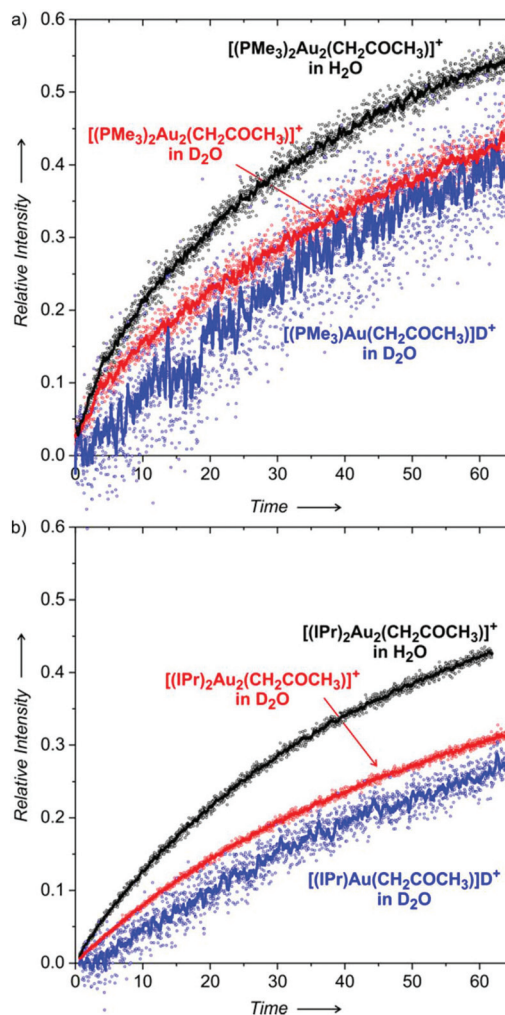 a)
0.6
0.5
0.4
0.3
0.2
0.1
0.0
Relative Intensity
[(PMe3)2Au2(CH2COCH3)]+
in H2O
[(PMe3)2Au2(CH2COCH3)]+
in D2O
[(PMe3)Au(CH2COCH3)]D+
in D2O
0 10 20 30 40 50 60
Time
b)
0.6
0.5
0.4
0.3
0.2
0.1
0.0
Relative Intensity
[(IPr)2Au2(CH2COCH3)]+
in H2O
[(IPr)2Au2(CH2COCH3)]+
in D2O
[(IPr)Au(CH2COCH3)]D+
in D2O
0 10 20 30 40 50 60
Time